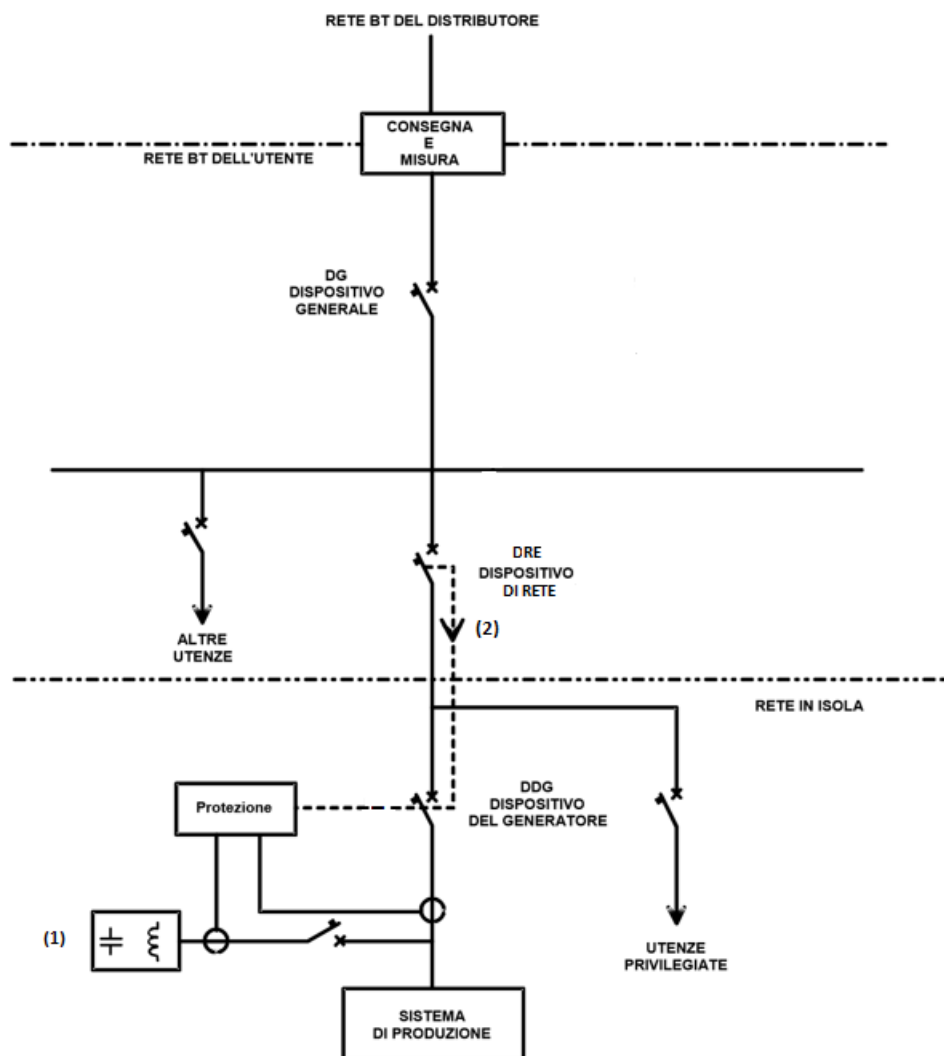 RETE BT DEL DISTRIBUTORE
CONSEGNA
E
MISURA
RETE BT DELL'UTENTE
DG
DISPOSITIVO
GENERALE
DRE
DISPOSITIVO
DI RETE
(2)
ALTRE
UTENZE
RETE IN ISOLA
Protezione
DDG
DISPOSITIVO
DEL GENERATORE
(1)
UTENZE
PRIVILEGIATE
SISTEMA
DI PRODUZIONE